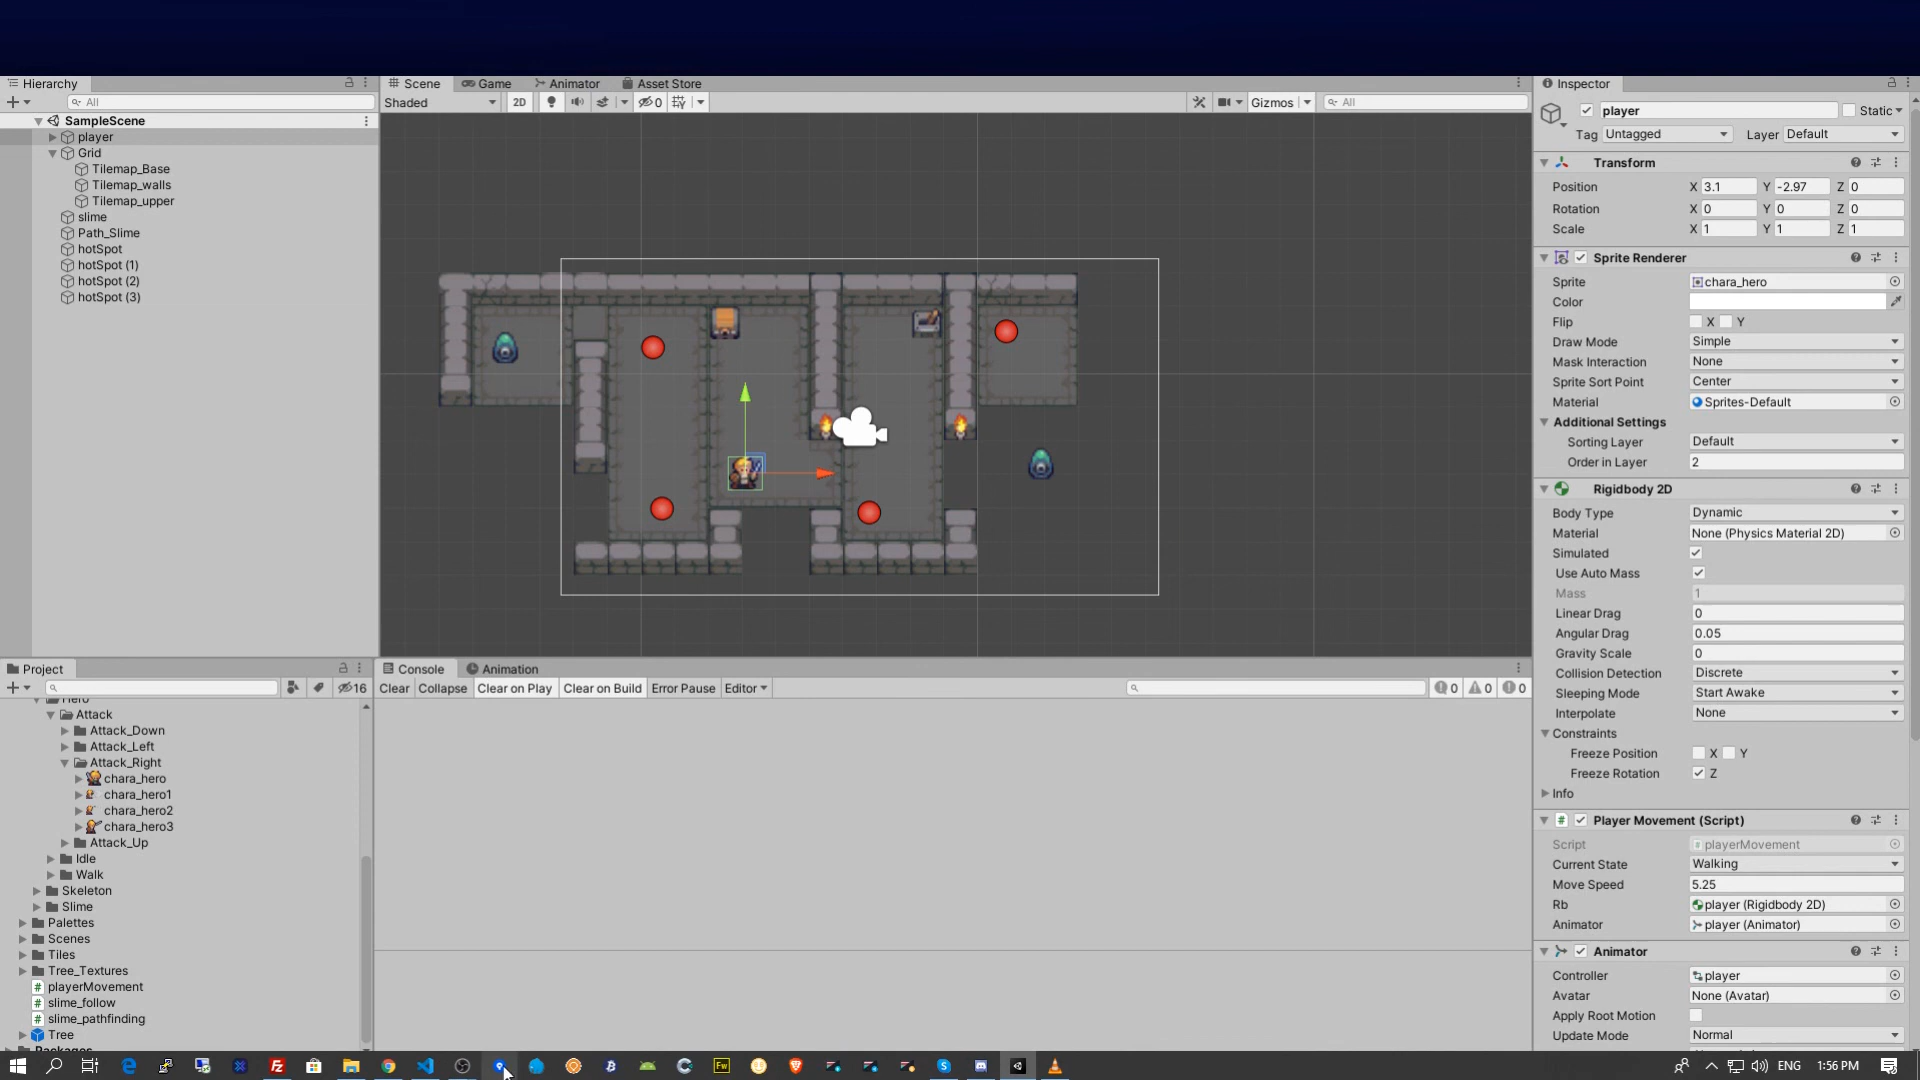 Hierarchy
All
SampleScene
player
Grid
Tilemap_Base
Tilemap_walls
Tilemap_upper
slime
Path_Slime
hotSpot
hotSpot (1)
hotSpot (2)
hotSpot (3)
Scene Game Animator Asset Store
Shaded 2D 0 Gizmos All
Inspector
player Static
Tag Untagged Layer Default
Transform
Position X 3.1 Y -2.97 Z 0
Rotation X 0 Y 0 Z 0
Scale X 1 Y 1 Z 1
Sprite Renderer
Sprite chara_hero
Color
Flip X Y
Draw Mode Simple
Mask Interaction None
Sprite Sort Point Center
Material Sprites-Default
Additional Settings
Sorting Layer Default
Order in Layer 2
Rigidbody 2D
Body Type Dynamic
Material None (Physics Material 2D)
Simulated
Use Auto Mass
Mass 1
Linear Drag 0
Angular Drag 0.05
Gravity Scale 0
Collision Detection Discrete
Sleeping Mode Start Awake
Interpolate None
Constraints
Freeze Position X Y
Freeze Rotation Z
Info
Player Movement (Script)
Script playerMovement
Current State Walking
Move Speed 5.25
Rb player (Rigidbody 2D)
Animator player (Animator)
Animator
Controller player
Avatar None (Avatar)
Apply Root Motion
Update Mode Normal
Project
16
Hero
Attack
Attack_Down
Attack_Left
Attack_Right
chara_hero
chara_hero1
chara_hero2
chara_hero3
Attack_Up
Idle
Walk
Skeleton
Slime
Palettes
Scenes
Tiles
Tree_Textures
playerMovement
slime_follow
slime_pathfinding
Tree
Packages
Console Animation
Clear Collapse Clear on Play Clear on Build Error Pause Editor 0 0 0
Fw
ENG 1:56 PM